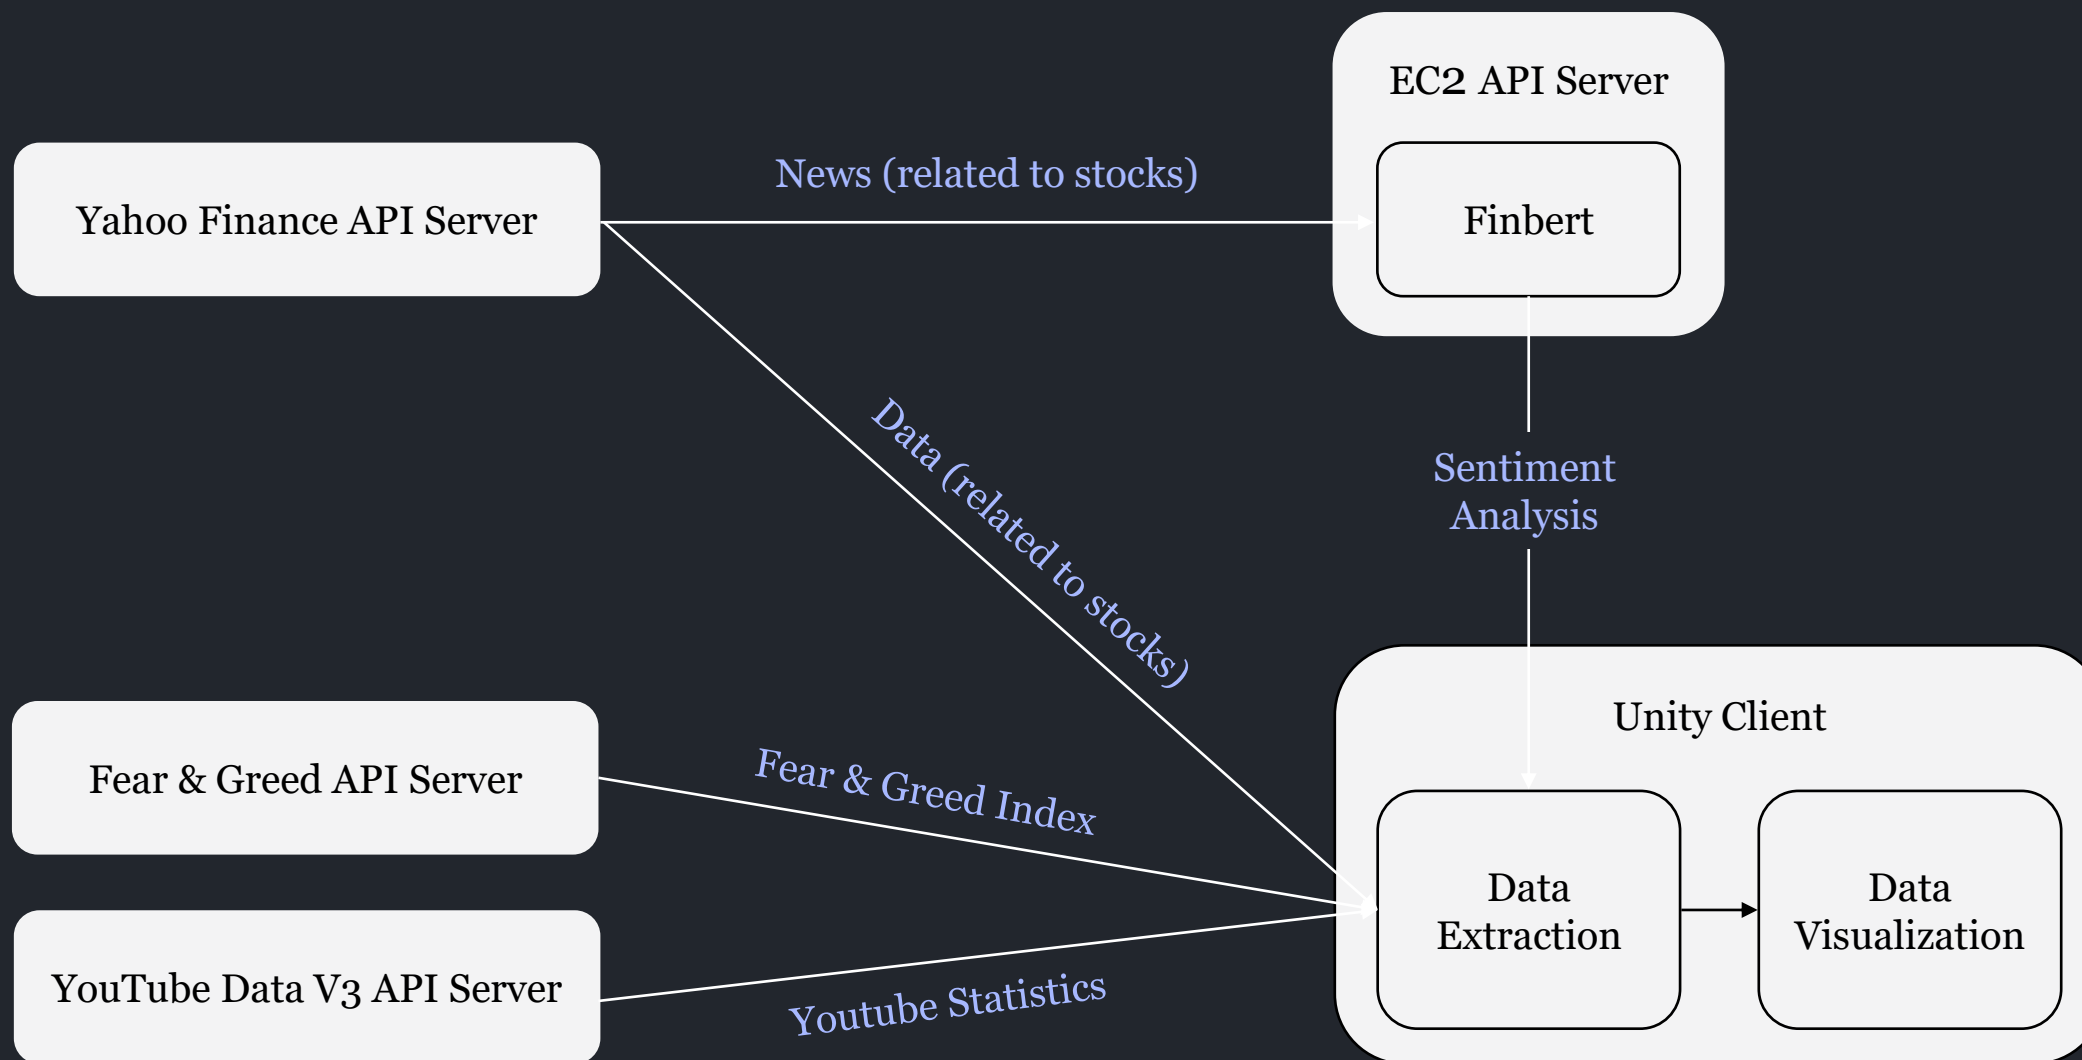 EC2 API Server
News (related to stocks)
Yahoo Finance API Server
Finbert
Data (related to stocks)
Sentiment
Analysis
Unity Client
Fear & Greed API Server
Fear & Greed Index
Data
Extraction
Data
Visualization
YouTube Data V3 API Server
Youtube Statistics